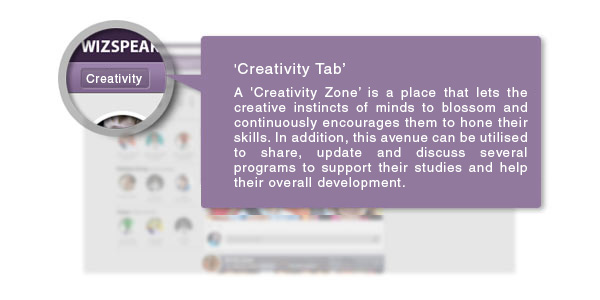 WIZSPEAK
Creativity
'Creativity Tab'
A 'Creativity Zone' is a place that lets the
creative instincts of minds to blossom and
continuously encourages them to hone their
skills. In addition, this avenue can be utilised
to share, update and discuss several
programs to support their studies and help
their overall development.